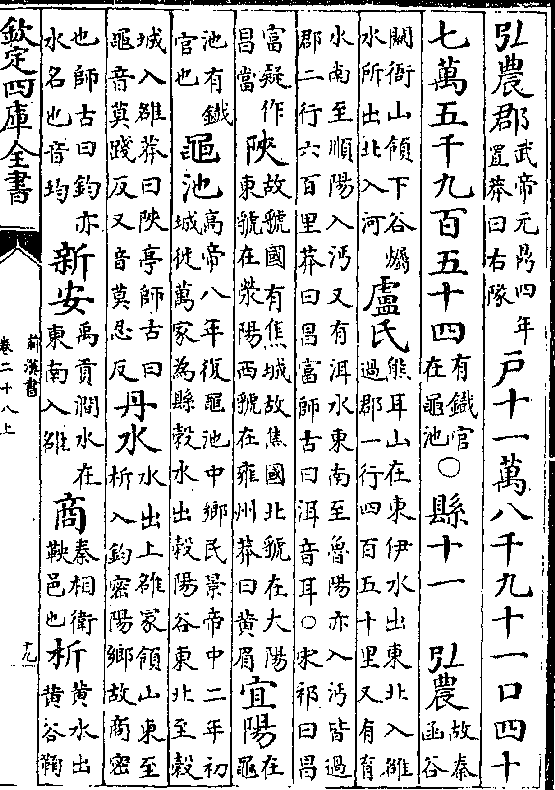 弘農郡武帝元鼎四年置莽曰右隊戶十一萬八千九十一口四十
七萬五千九百五十四有鐵官在黽池○縣十一 弘農故秦函谷
關衙山領下谷爥水所出北入河盧氏熊耳山在東伊水出東北入雒過郡一行四百五十里又有育
水南至順陽入沔又有洱水東南至魯陽亦入沔皆過郡二行六百里莽曰昌富師古曰洱音耳○宋祁曰昌
富疑作昌當陜故虢國有焦城故焦國北虢在大陽東虢在滎陽西虢在雍州莽曰黃眉宜陽在黽
池有鐵官也黽池高帝八年復黽池中鄉民景帝中二年初城徙萬家為縣榖水出榖陽谷東北至榖
城入雒莽曰陜亭師古曰黽音莫踐反又音莫忍反丹水水出上雒冢領山東至析入鈞密陽鄉故商密
也師古曰鈞亦水名也音均新安禹貢澗水在東南入雒商秦相衛鞅邑也析黃水出黃谷鞠
欽定四庫全書
前漢書
卷二十八上
十九